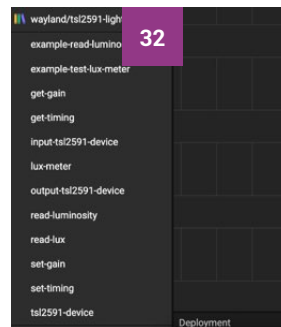 wayland/tsl2591-ligh
32
example-read-lumino
example-test-lux-meter
get-gain
get-timing
input-tsl2591-device
lux-meter
output-tsl2591-device
read-luminosity
read-lux
set-gain
set-timing
tsl2591-device
Deployment